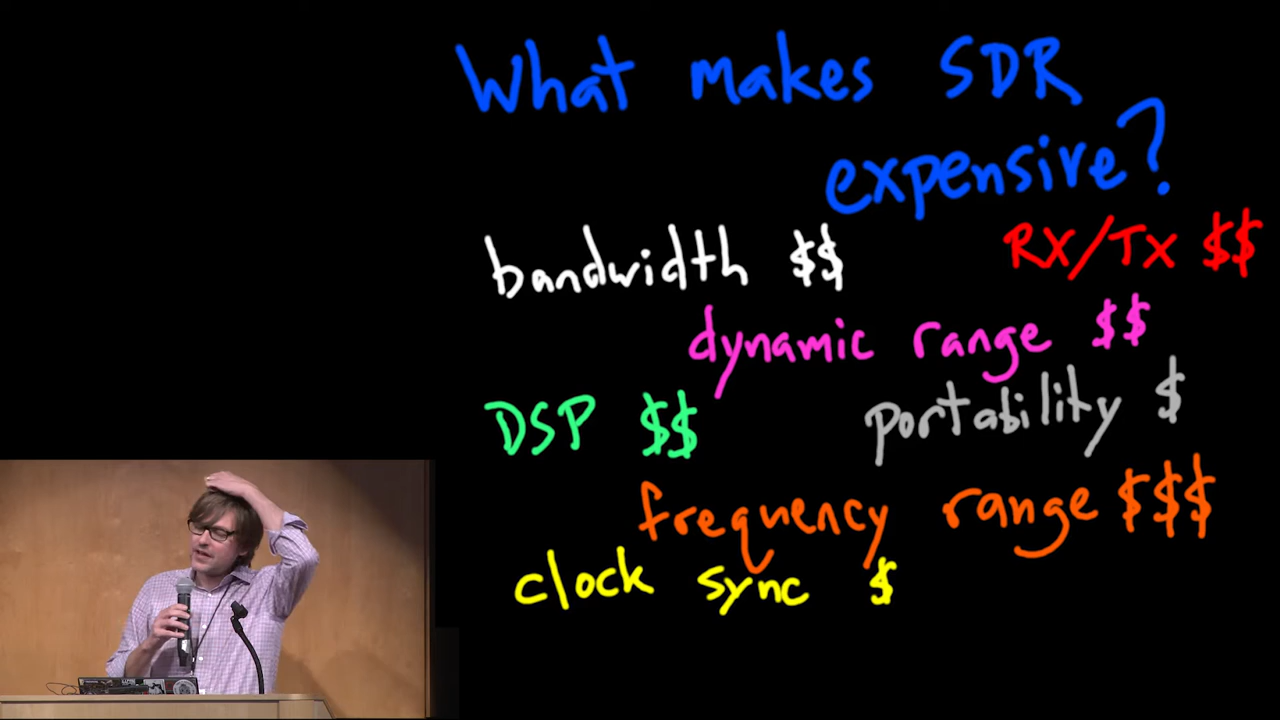 What makes SDR
expensive?
bandwidth $$
RX/TX $$
dynamic range $$
DSP $$
portability $
frequency range $$$
clock sync $